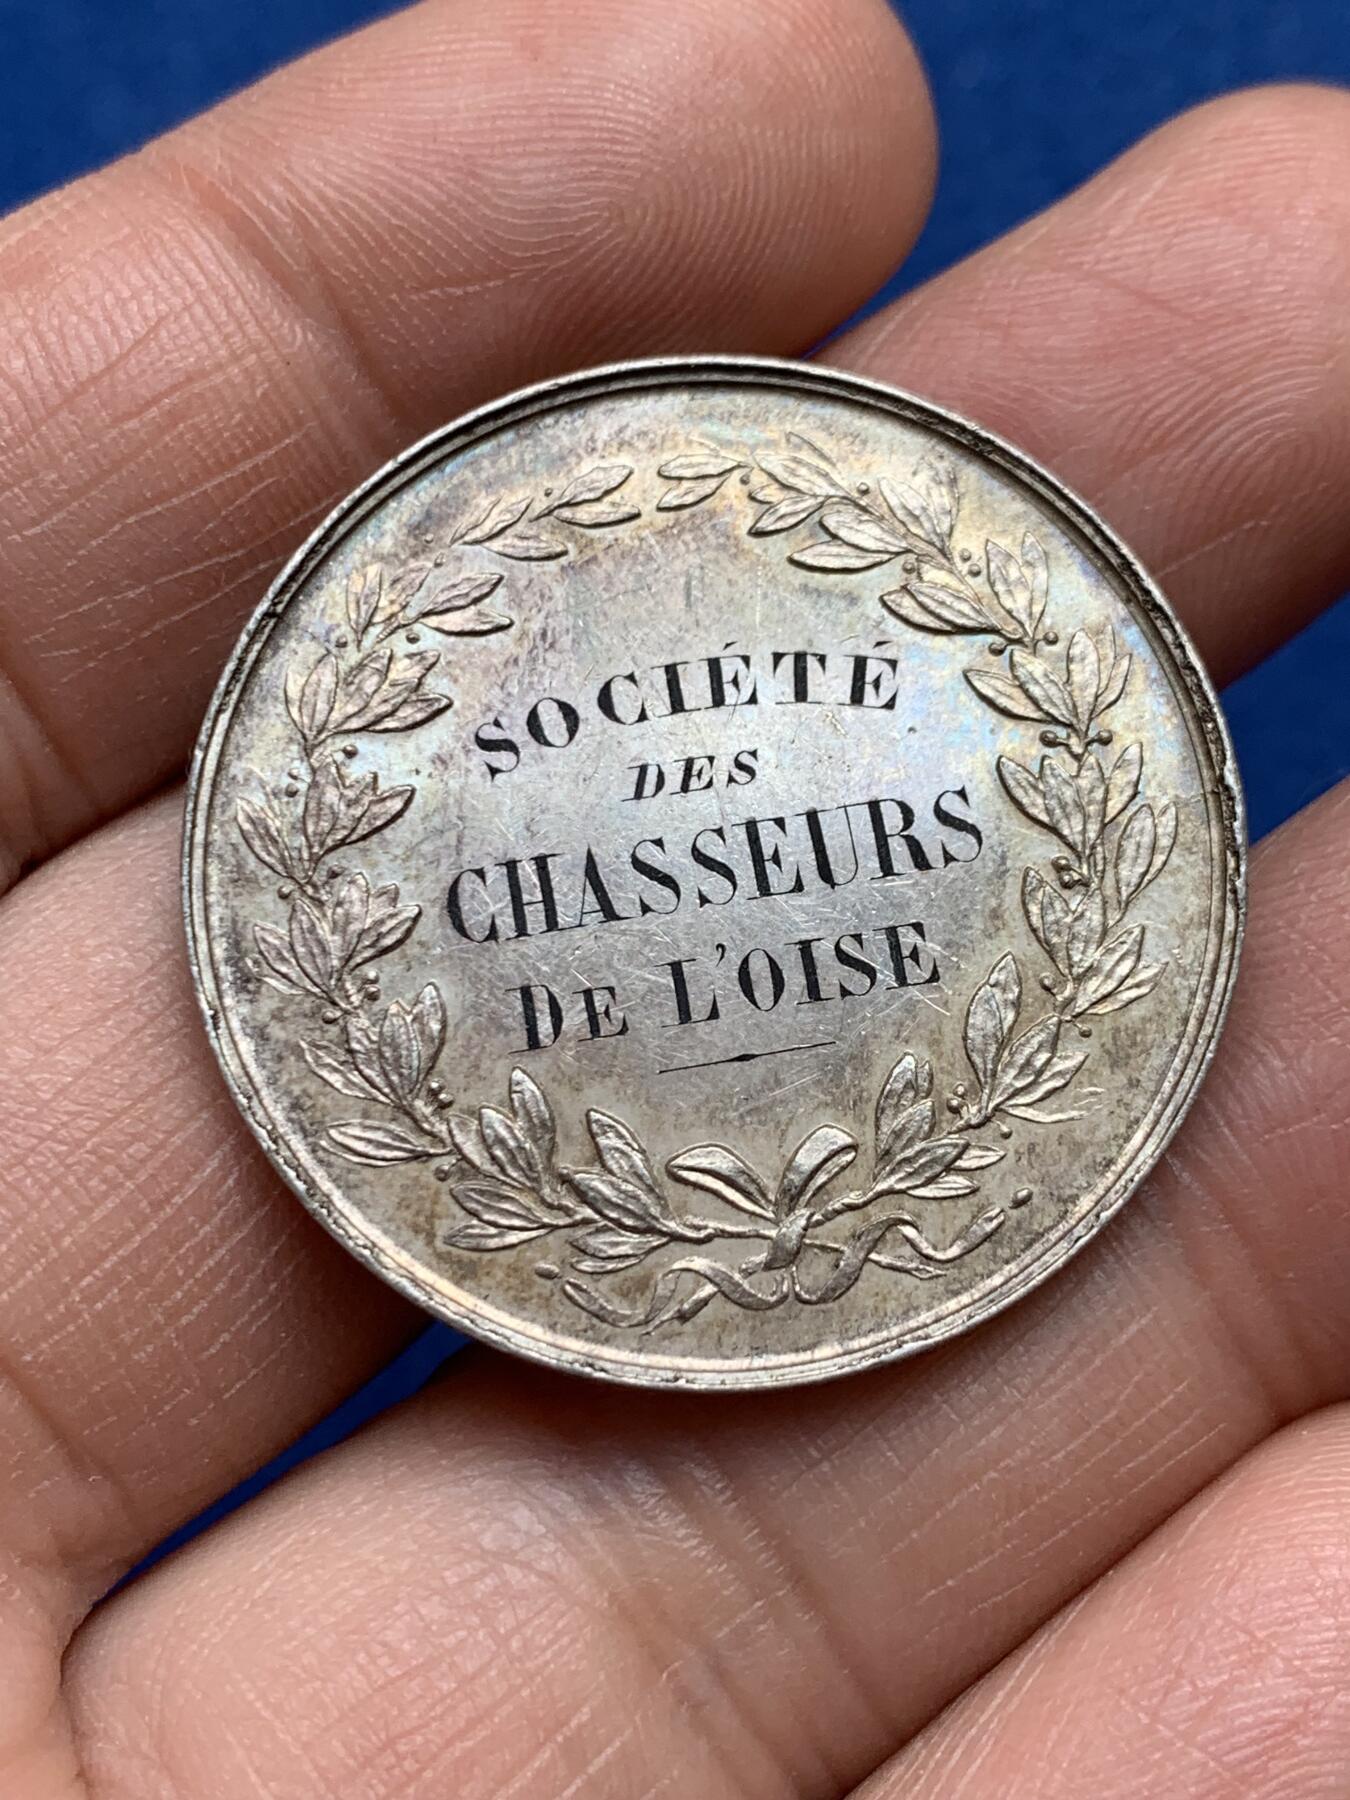 SOCIÉTÉ
DES
CHASSEURS
DE L'OISE